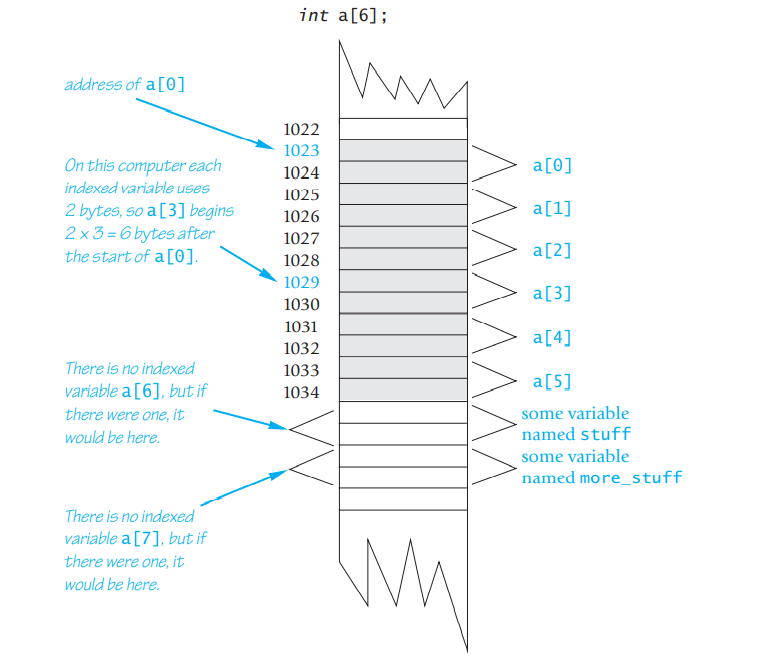 int a[6];
address of a[0]
1022
1023
1024
1025
1026
1027
1028
1029
1030
1031
1032
1033
1034
On this computer each
indexed variable uses
2 bytes, so a[3] begins
2 x 3 = 6 bytes after
the start of a[0].
There is no indexed
variable a[6], but if
there were one, it
would be here.
There is no indexed
variable a[7], but if
there were one, it
would be here.
a[0]
a[1]
a[2]
a[3]
a[4]
a[5]
some variable
named stuff
some variable
named more_stuff